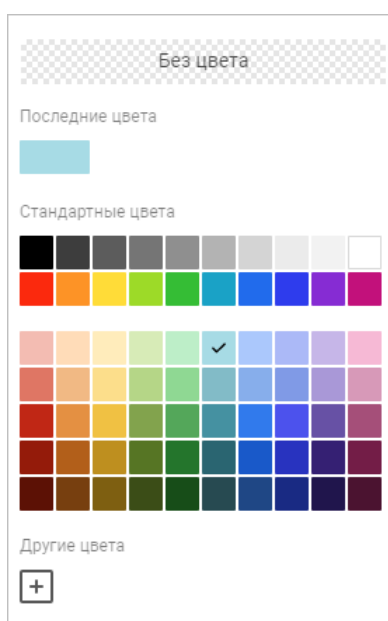 Без цвета
Последние цвета
Стандартные цвета
Другие цвета